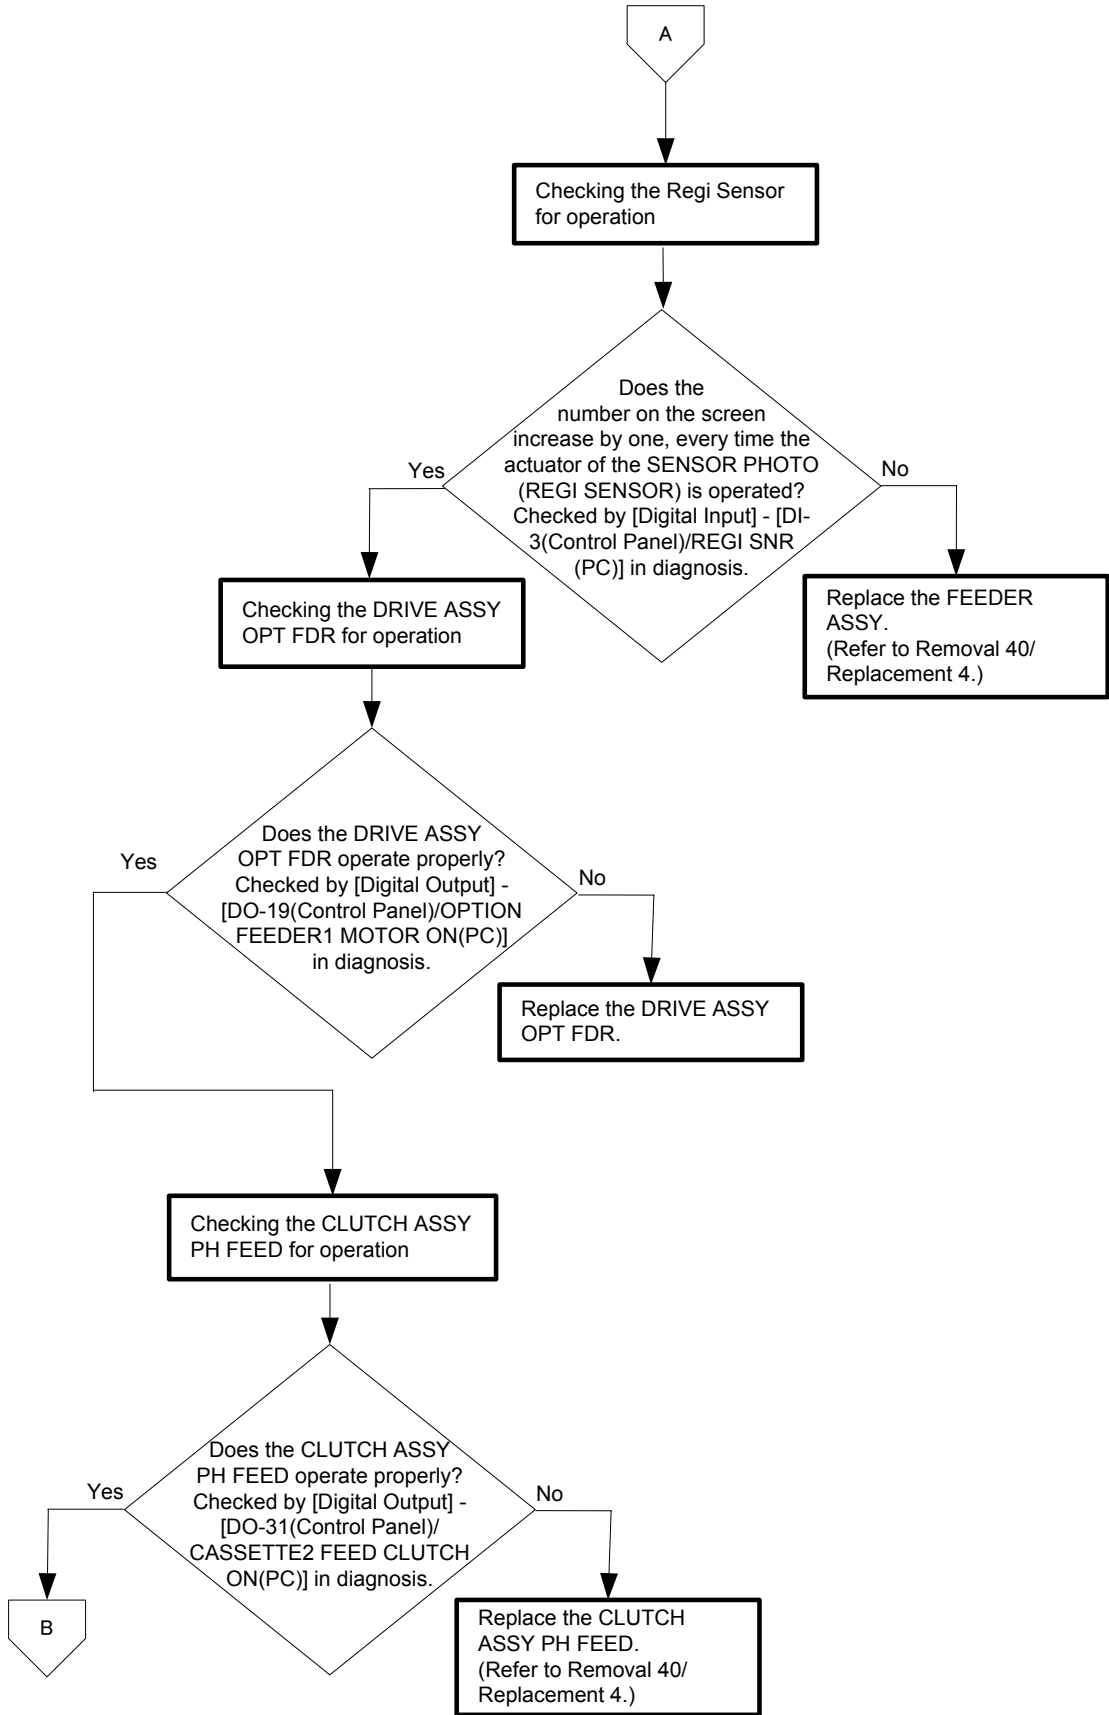 A
Checking the Regi Sensor
for operation
Does the
number on the screen
increase by one, every time the
actuator of the SENSOR PHOTO
(REGI SENSOR) is operated?
Checked by [Digital Input] - [DI-
3(Control Panel)/REGI SNR
(PC)] in diagnosis.
Yes
No
Checking the DRIVE ASSY
OPT FDR for operation
Replace the FEEDER
ASSY.
(Refer to Removal 40/
Replacement 4.)
Does the DRIVE ASSY
OPT FDR operate properly?
Checked by [Digital Output] -
[DO-19(Control Panel)/OPTION
FEEDER1 MOTOR ON(PC)]
in diagnosis.
Yes
No
Replace the DRIVE ASSY
OPT FDR.
Checking the CLUTCH ASSY
PH FEED for operation
Does the CLUTCH ASSY
PH FEED operate properly?
Checked by [Digital Output] -
[DO-31(Control Panel)/
CASSETTE2 FEED CLUTCH
ON(PC)] in diagnosis.
Yes
No
B
Replace the CLUTCH
ASSY PH FEED.
(Refer to Removal 40/
Replacement 4.)